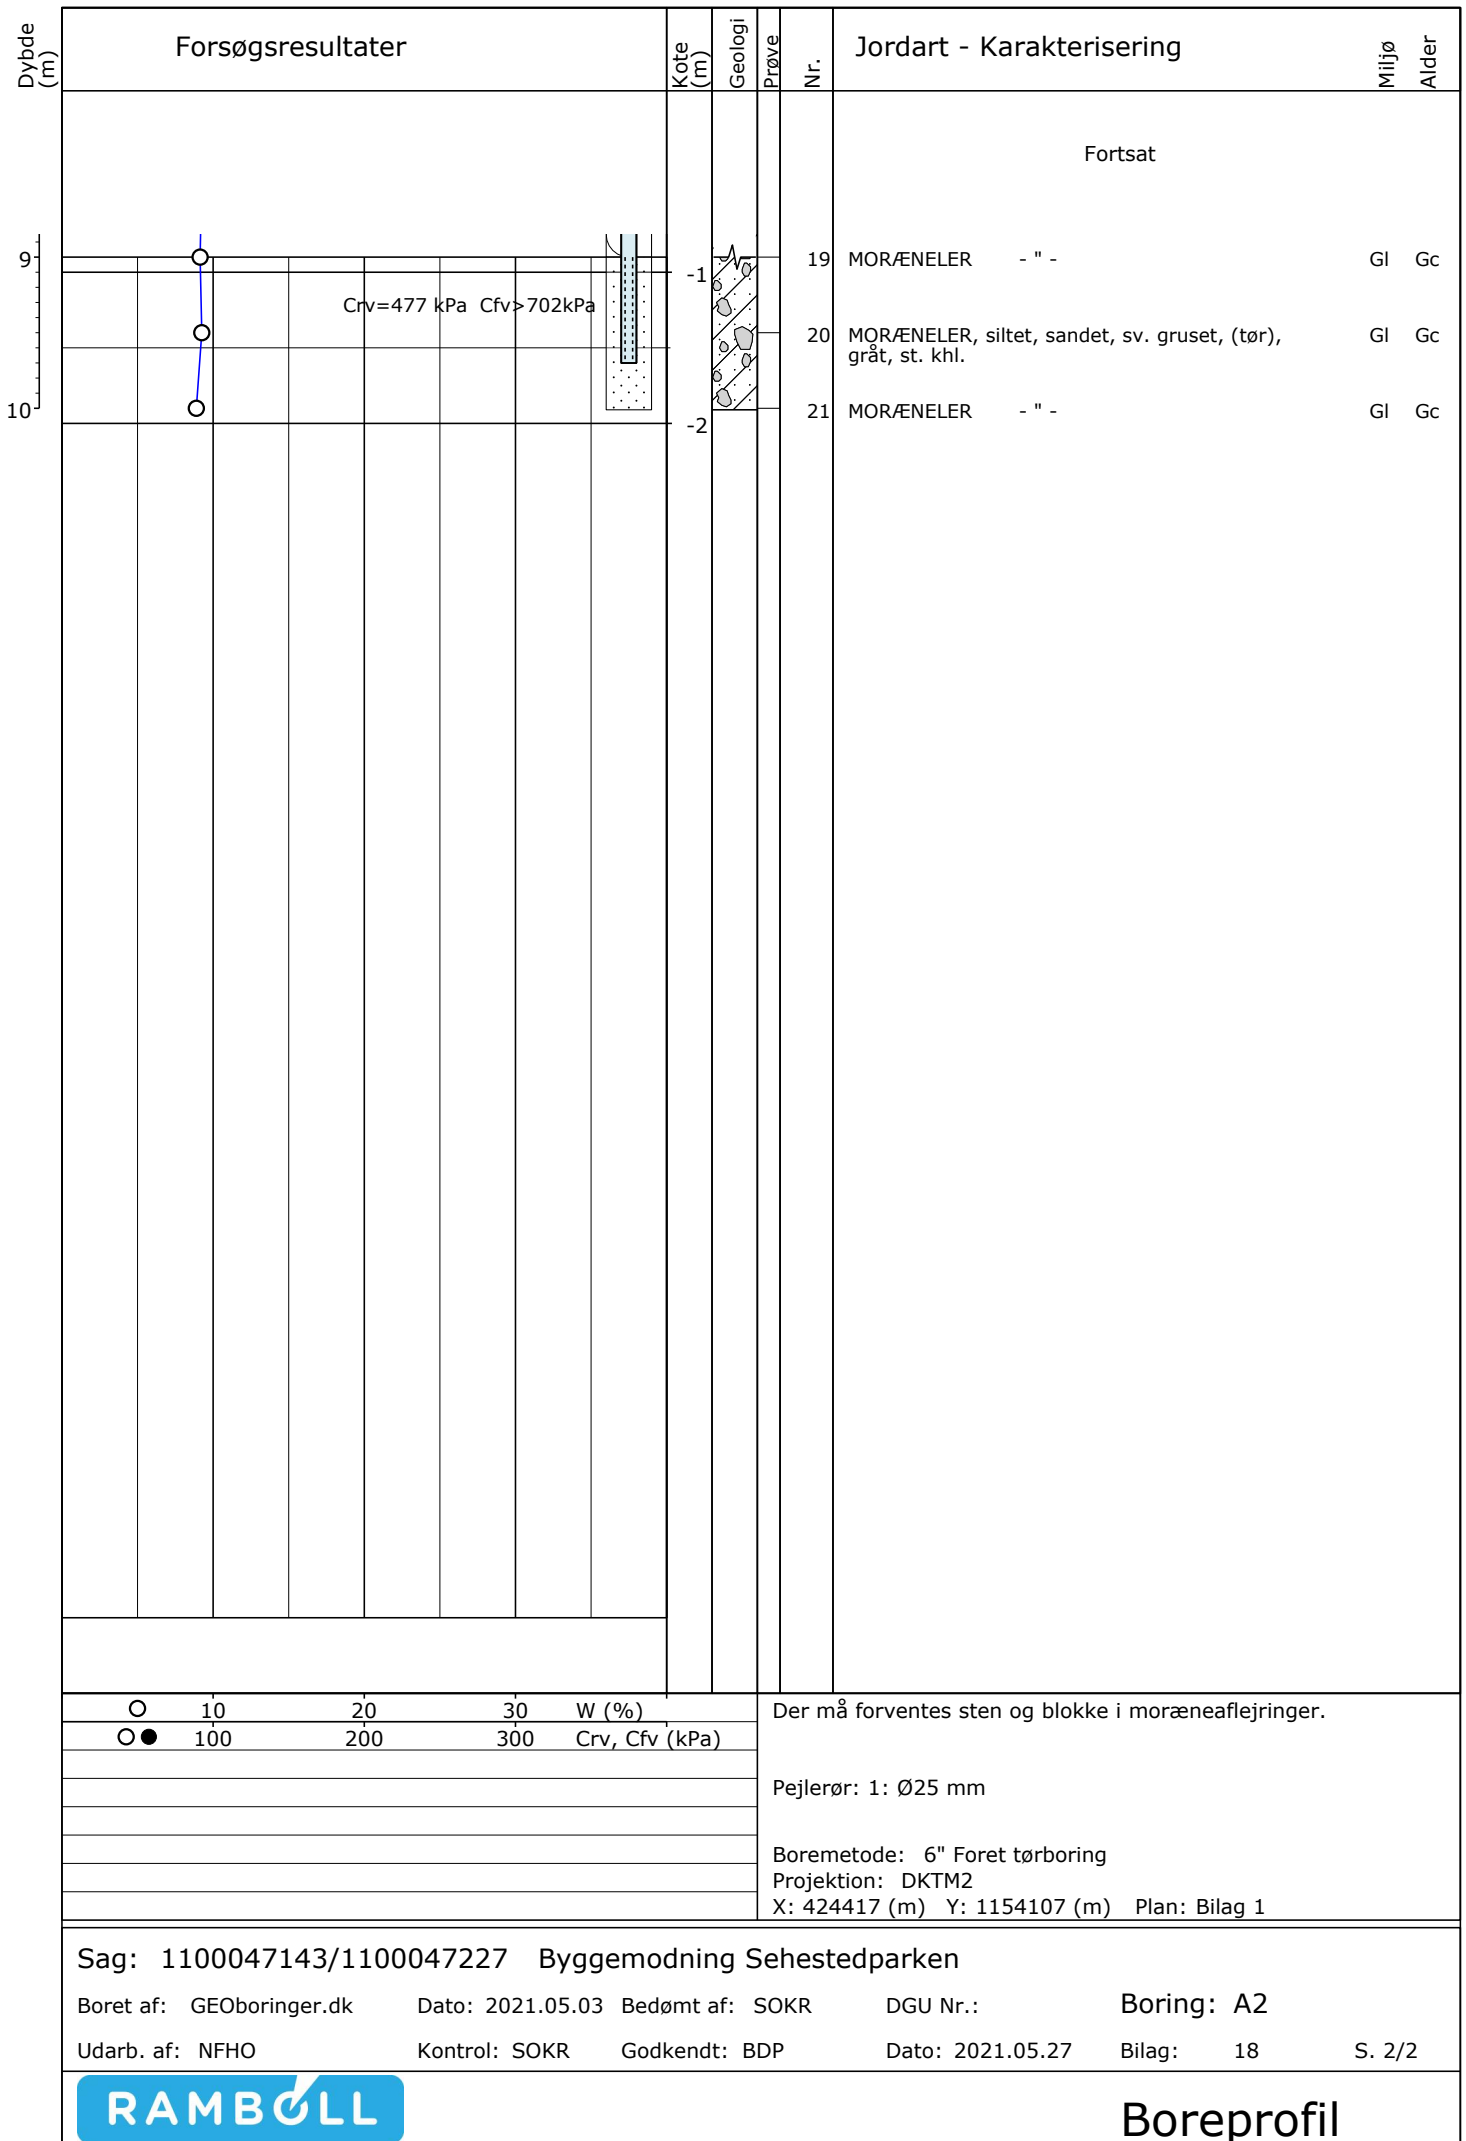 Dybde (m)
Forsøgsresultater
Kote (m)
Geologi
Prøve
Nr.
Jordart - Karakterisering
Miljø
Alder
Fortsat
9
-1
19 MORÆNELER - " - Gl Gc
Crv=477 kPa Cfv>702kPa
20 MORÆNELER, siltet, sandet, sv. gruset, (tør), Gl Gc
gråt, st. khl.
10
-2
21 MORÆNELER - " - Gl Gc
10 20 30 W (%)
100 200 300 Crv, Cfv (kPa)
Der må forventes sten og blokke i moræneaflejringer.
Pejlerør: 1: Ø25 mm
Boremetode: 6" Foret tørboring
Projektion: DKTM2
X: 424417 (m) Y: 1154107 (m) Plan: Bilag 1
Sag: 1100047143/1100047227 Byggemodning Sehestedparken
Boret af: GEOboringer.dk Dato: 2021.05.03 Bedømt af: SOKR DGU Nr.: Boring: A2
Udarb. af: NFHO Kontrol: SOKR Godkendt: BDP Dato: 2021.05.27 Bilag: 18 S. 2/2
RAMBØLL
Boreprofil